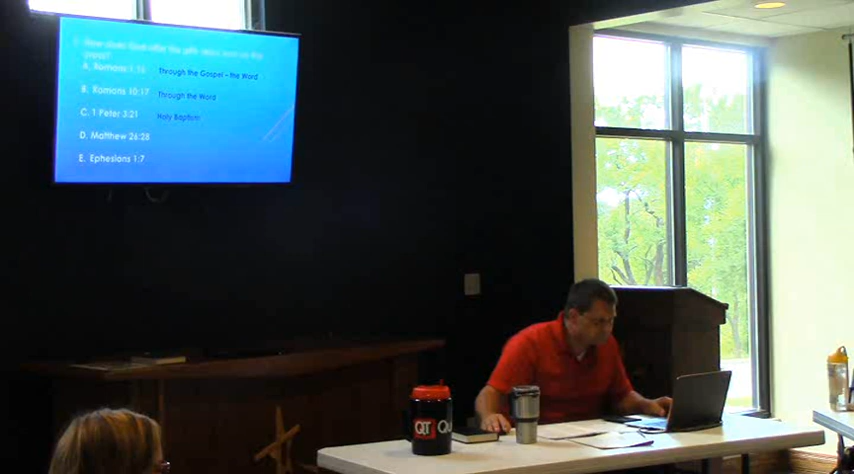 A. Romans 1:16 Through the Gospel – the Word
B. Romans 10:17 Through the Word
C. 1 Peter 3:21 Holy Baptism
D. Matthew 26:28
E. Ephesians 1:7
QT